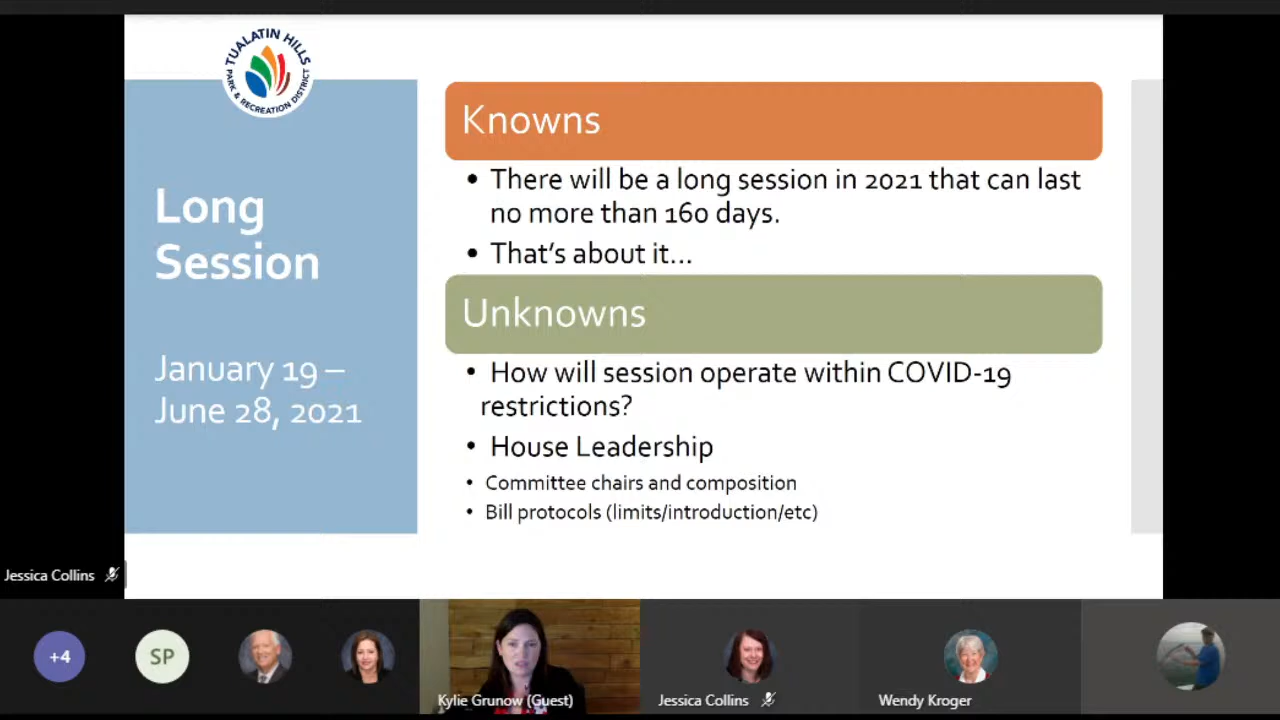 TUALATIN HILLS
PARK & RECREATION DISTRICT
Long
Session
January 19 –
June 28, 2021
Knowns
• There will be a long session in 2021 that can last
no more than 160 days.
• That's about it...
Unknowns
• How will session operate within COVID-19
restrictions?
• House Leadership
• Committee chairs and composition
• Bill protocols (limits/introduction/etc)
Jessica Collins
+4
SP
Kylie Grunow (Guest)
Jessica Collins
Wendy Kroger